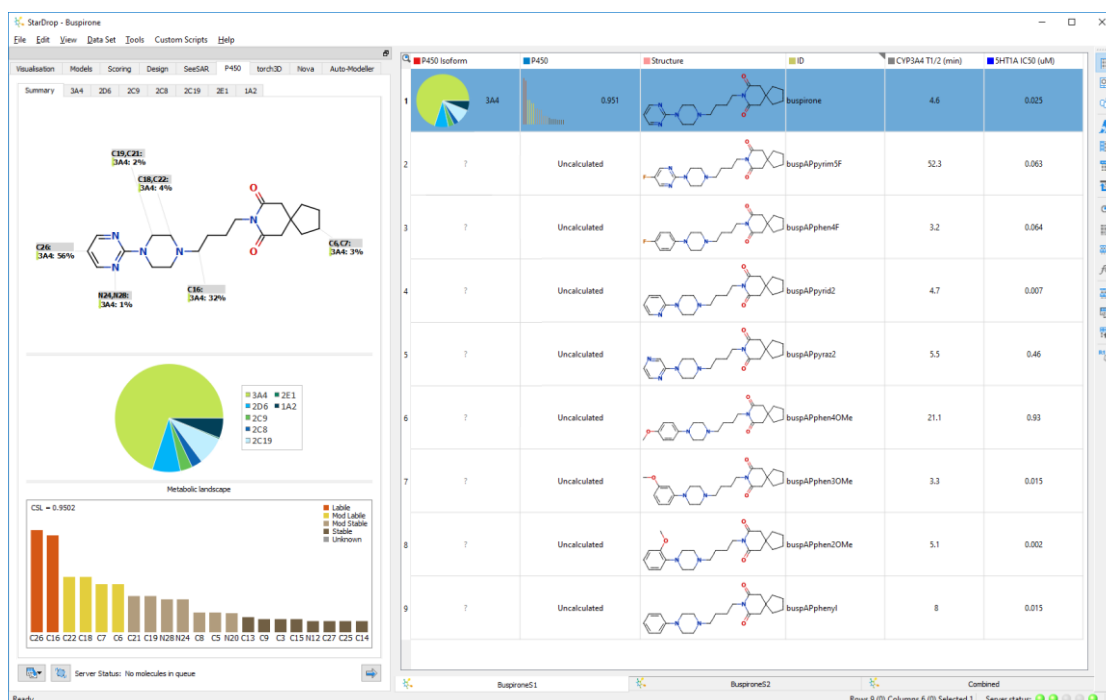 StarDrop - Buspirone
File Edit View Data Set Tools Custom Scripts Help
Visualisation Models Scoring Design SeeSAR P450 torch3D Nova Auto-Modeller
Summary 3A4 2D6 2C9 2C8 2C19 2E1 1A2
C19,C21:
3A4: 2%
C18,C22:
3A4: 4%
C26:
3A4: 56%
N24,N28:
3A4: 1%
C16:
3A4: 32%
C6,C7:
3A4: 3%
3A4 2E1
2D6 1A2
2C9
2C8
2C19
Metabolic landscape
CSL = 0.9502
Labile
Mod Labile
Mod Stable
Stable
Unknown
C26 C16 C22 C18 C7 C6 C21 C19 N28 N24 C8 C5 N20 C13 C9 C3 C15 N12 C27 C25 C14
Server Status: No molecules in queue
Ready
P450 Isoform P450 Structure ID CYP3A4 T1/2 (min) 5HT1A IC50 (uM)
1 3A4 0.951 buspirone 4.6 0.025
2 ? Uncalculated buspAPpyrim5F 52.3 0.063
3 ? Uncalculated buspAPphen4F 3.2 0.064
4 ? Uncalculated buspAPpyrid2 4.7 0.007
5 ? Uncalculated buspAPpyraz2 5.5 0.46
6 ? Uncalculated buspAPphen4OMe 21.1 0.93
7 ? Uncalculated buspAPphen3OMe 3.3 0.015
8 ? Uncalculated buspAPphen2OMe 5.1 0.002
9 ? Uncalculated buspAPphenyl 8 0.015
BuspironeS1 BuspironeS2 Combined
Rows 9 (0) Columns 6 (0) Selected 1 Server status: